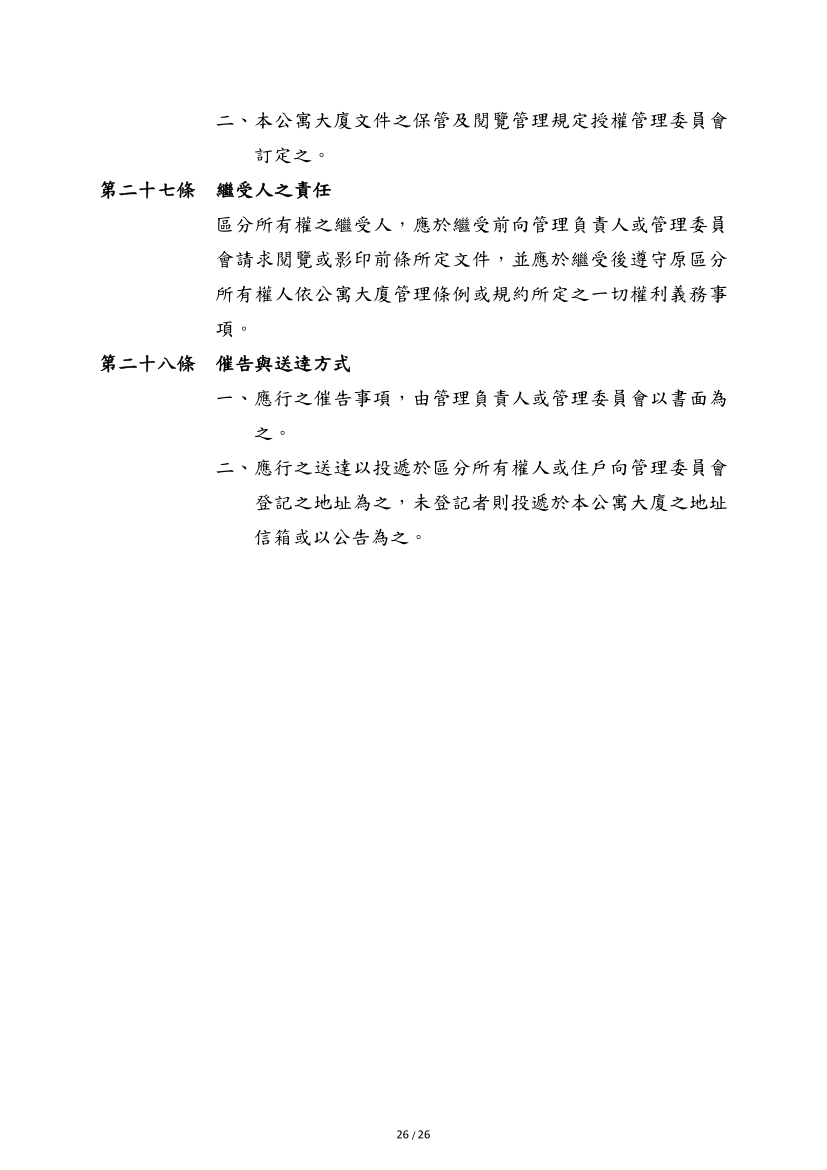 二、本公寓大廈文件之保管及閱覽管理規定授權管理委員會
訂定之。
第二十七條 繼受人之責任
區分所有權之繼受人，應於繼受前向管理負責人或管理委員
會請求閱覽或影印前條所定文件，並應於繼受後遵守原區分
所有權人依公寓大廈管理條例或規約所定之一切權利義務事
項。
第二十八條 催告與送達方式
一、應行之催告事項，由管理負責人或管理委員會以書面為
之。
二、應行之送達以投遞於區分所有權人或住戶向管理委員會
登記之地址為之，未登記者則投遞於本公寓大廈之地址
信箱或以公告為之。
26 / 26